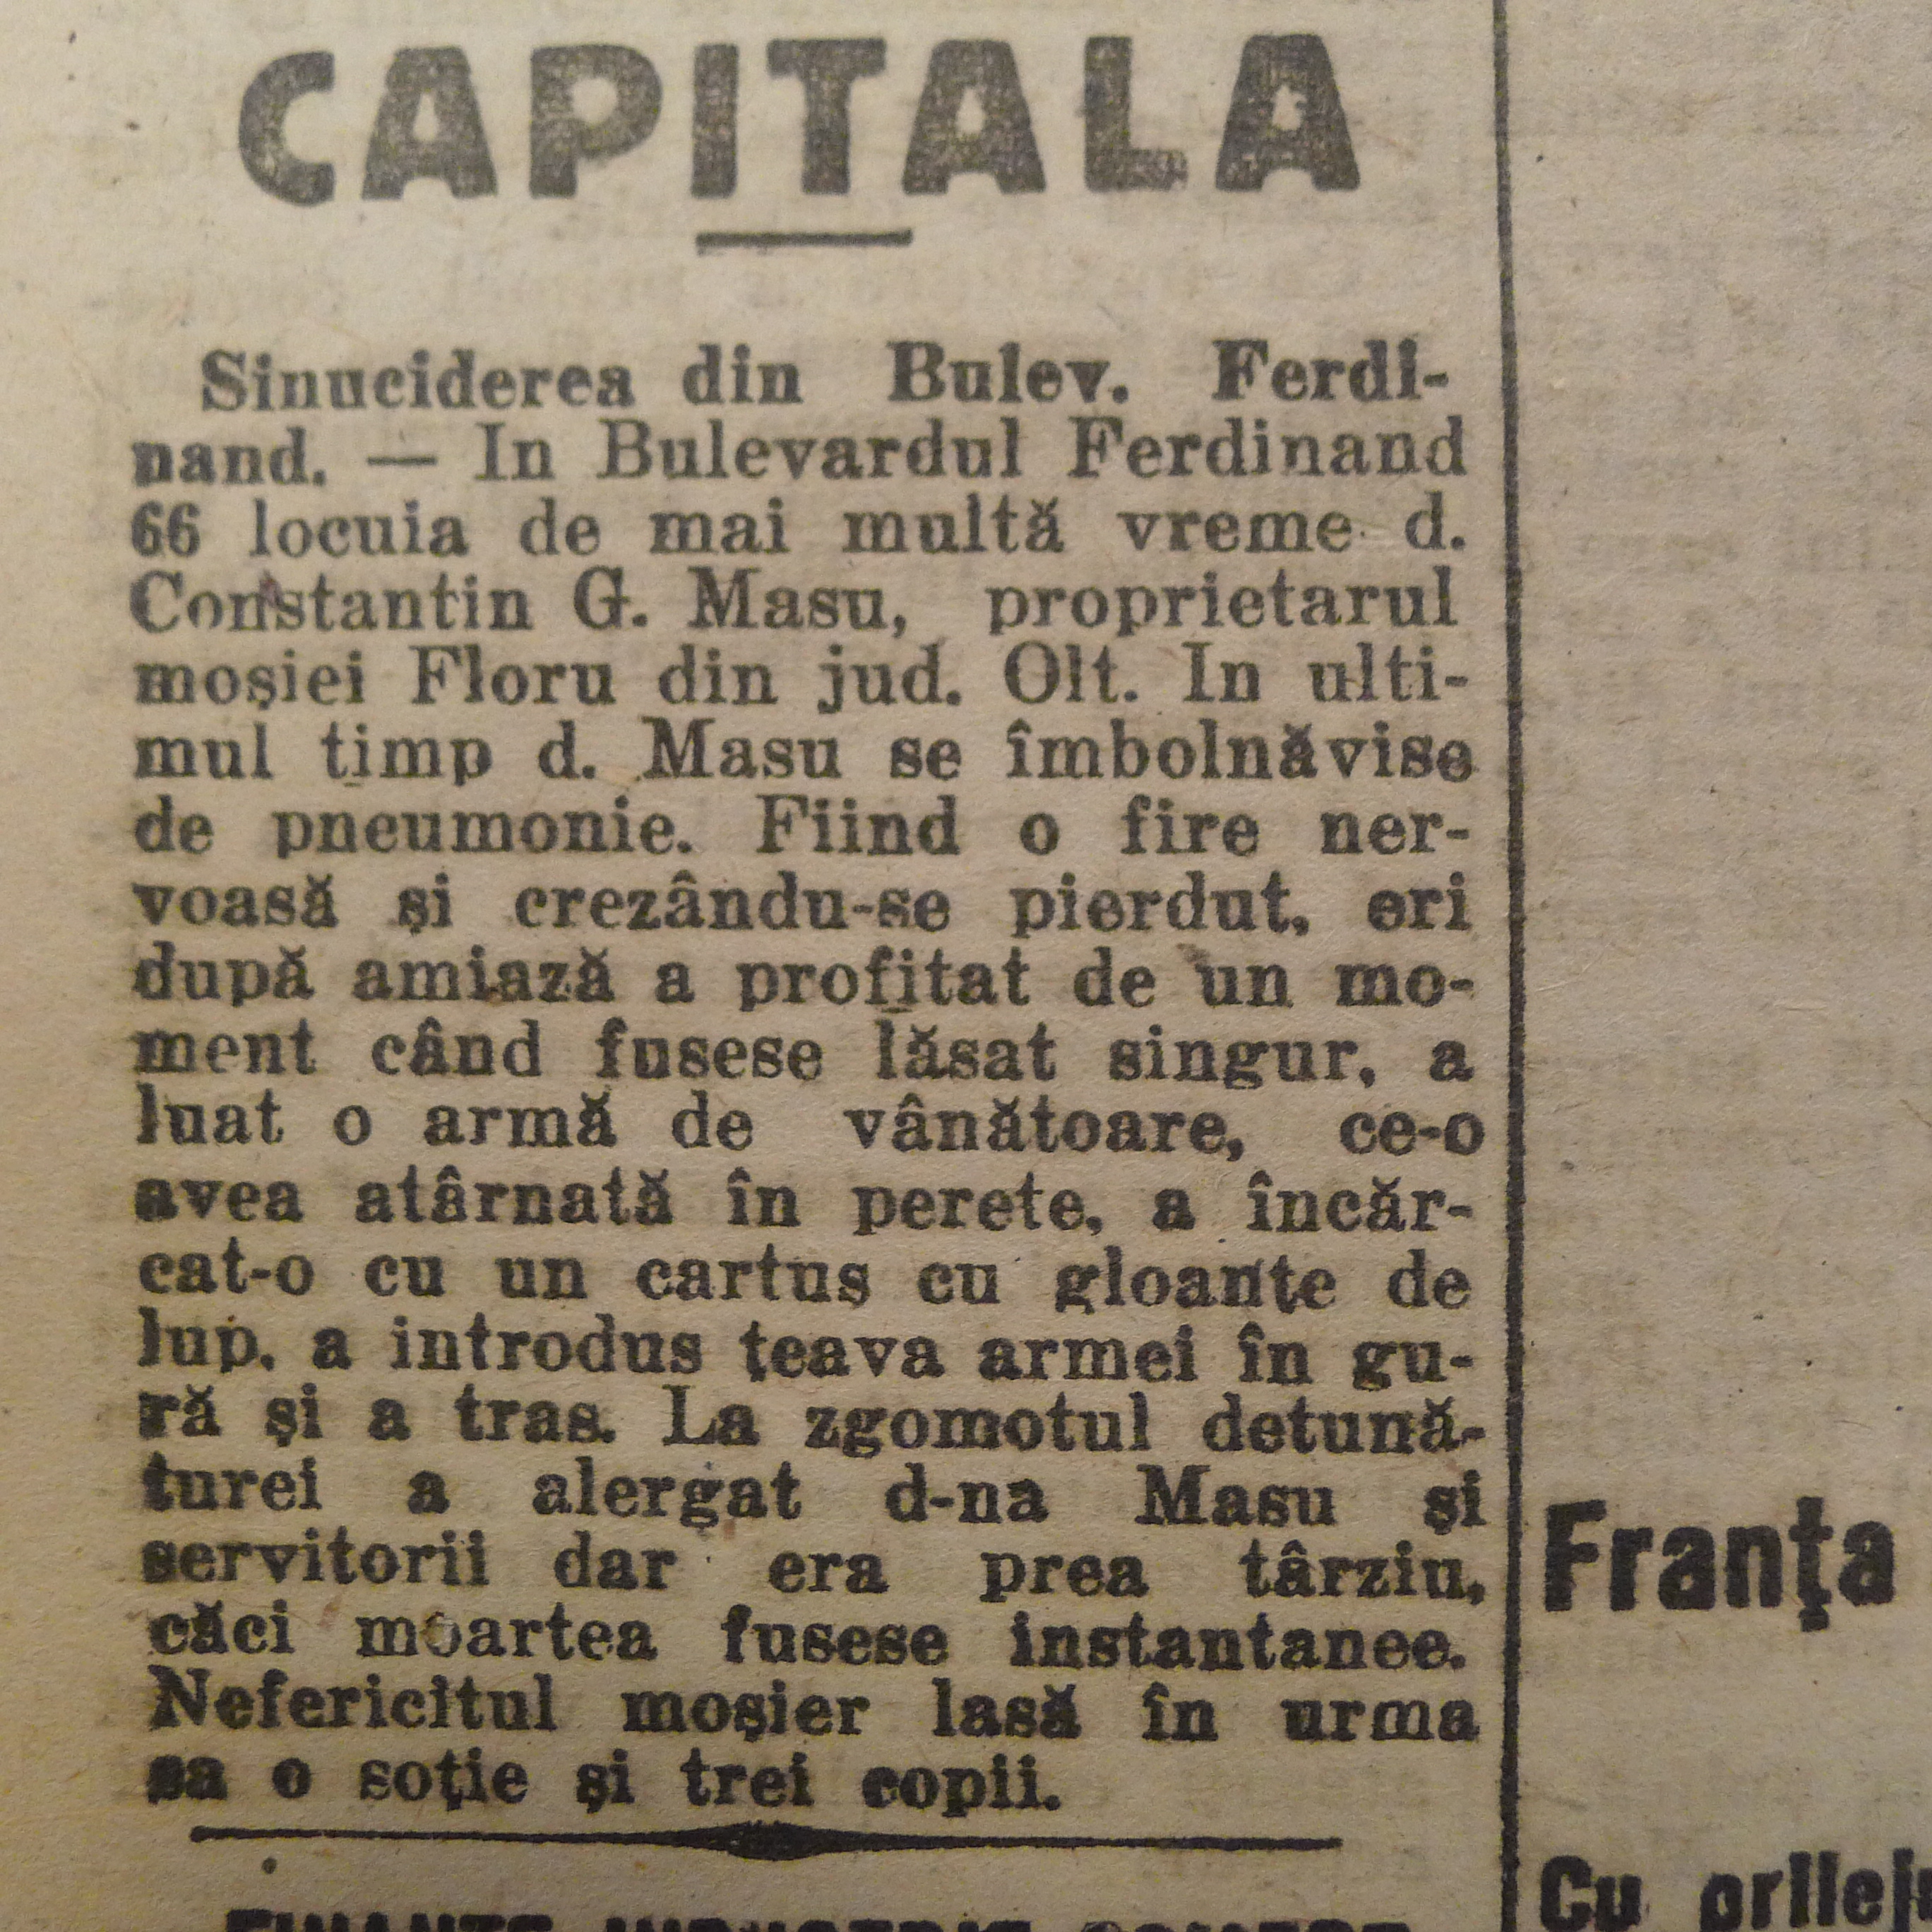 CAPITALA
Sinuciderea din Bulev. Ferdi-
nand. — In Bulevardul Ferdinand
66 locuia de mai multă vreme d.
Constantin G. Masu, proprietarul
moșiei Floru din jud. Olt. In ulti-
mul timp d. Masu se îmbolnăvise
de pneumonie. Fiind o fire ner-
voasă și crezându-se pierdut, eri
după amiază a profitat de un mo-
ment când fusese lăsat singur, a
luat o armă de vânătoare, ce-o
avea atârnată în perete, a încăr-
cat-o cu un cartuș cu gloanțe de
lup, a introdus țeava armei în gu-
ră și a tras. La zgomotul detună-
turei a alergat d-na Masu și
servitorii dar era prea târziu,
căci moartea fusese instantanee.
Nefericitul moșier lasă în urma
sa o soție și trei copii.
Franța
Cu